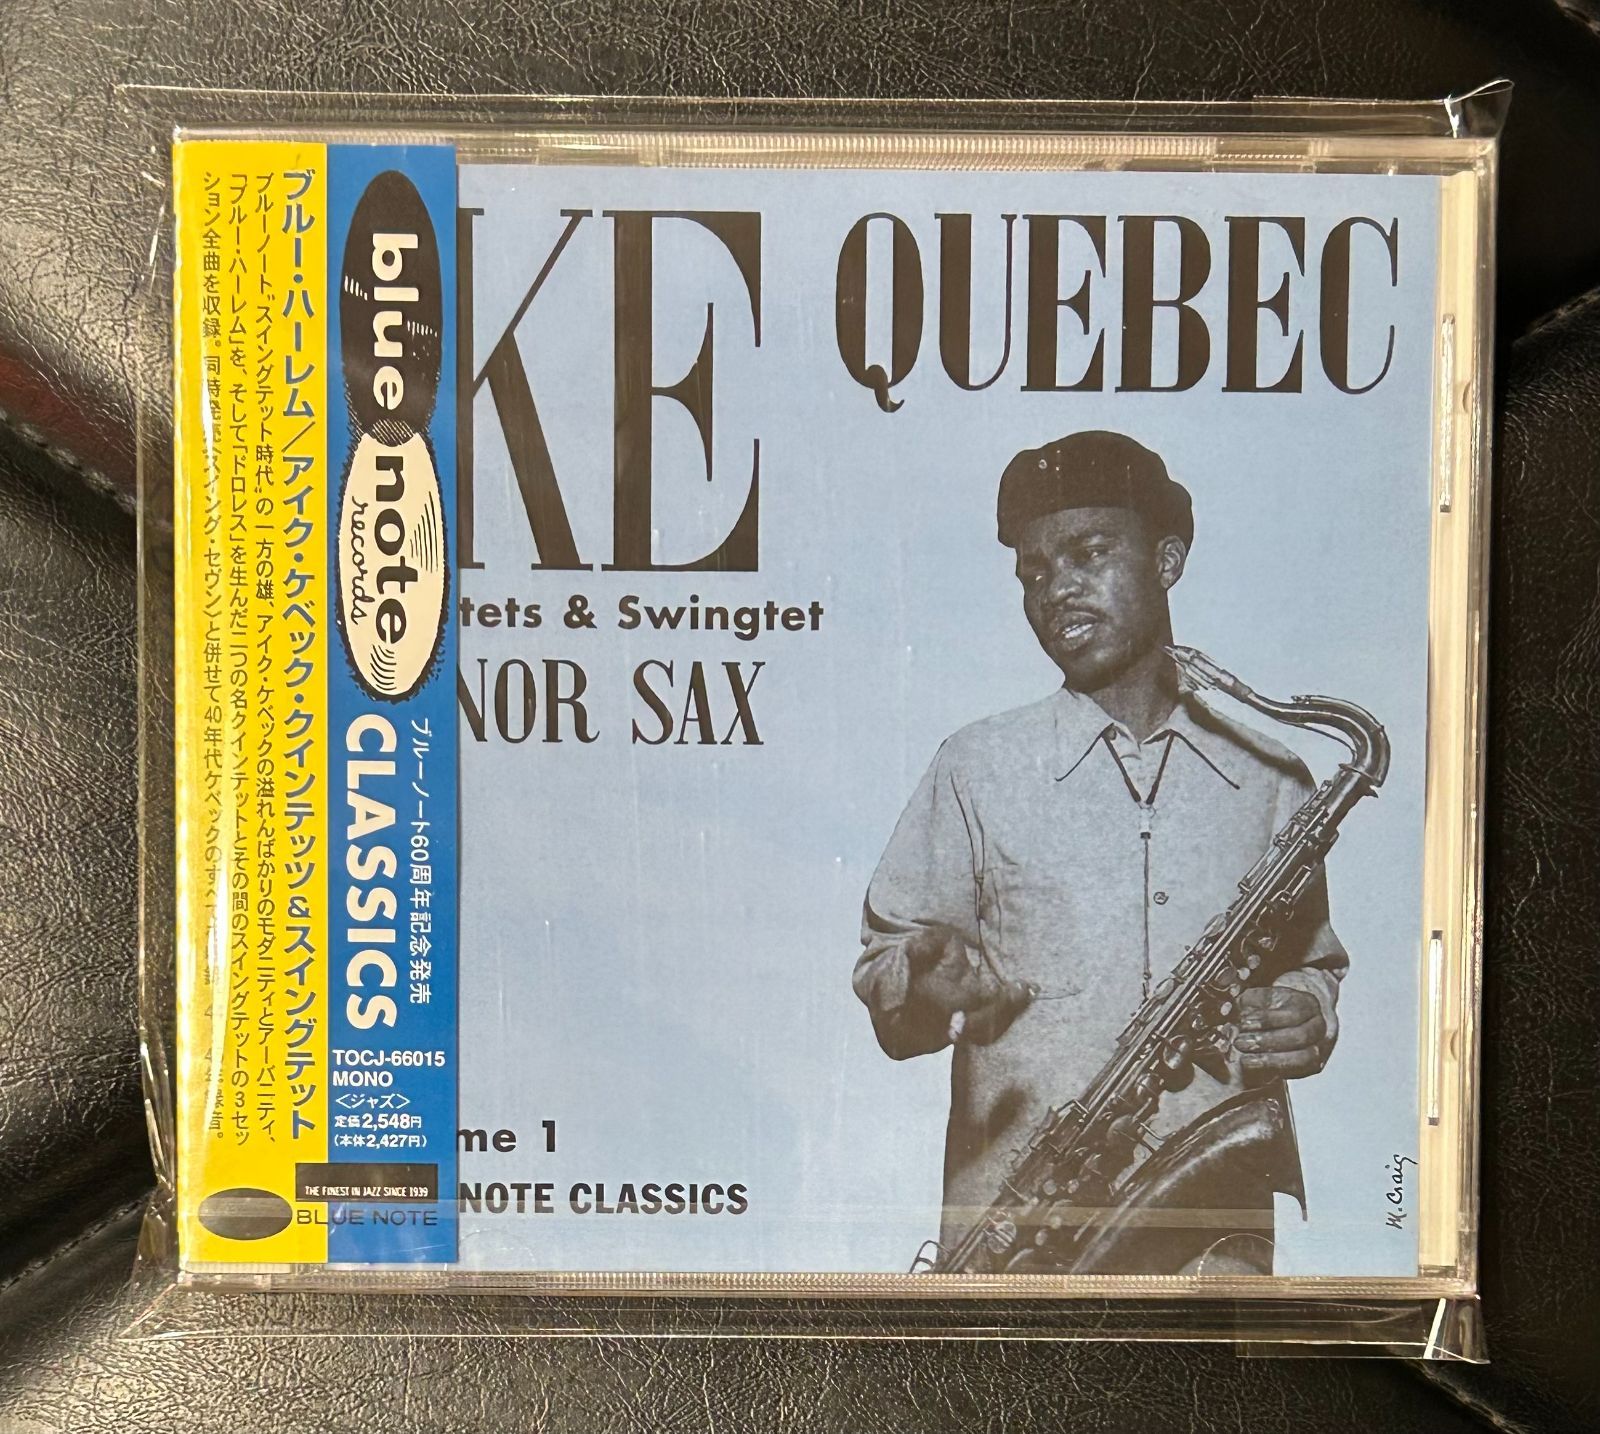 ブルー・ハーレム／アイク・ケベック・クインテッツ&スイングテット
ブルーノート“スイングテット時代”の一方の雄、アイク・ケベックの溢れんばかりのモダニティとアーバニティ、
「ブルー・ハーレム」を、そして「ドロレス」を生んだ二つの名クインテットとその間のスイングテットの3セッ
ション全曲を収録。同時発売〈スイング・セヴン〉と併せて40年代ケベックのすべ
録音。
blue note
records
CLASSICS
ブルーノート60周年記念発売
TOCJ-66015
MONO
<ジャズ>
定価2,548円
(本体2,427円)
THE FINEST IN JAZZ SINCE 1939
BLUE NOTE
KE QUEBEC
tets & Swingtet
NOR SAX
me 1
NOTE CLASSICS
M. Craig